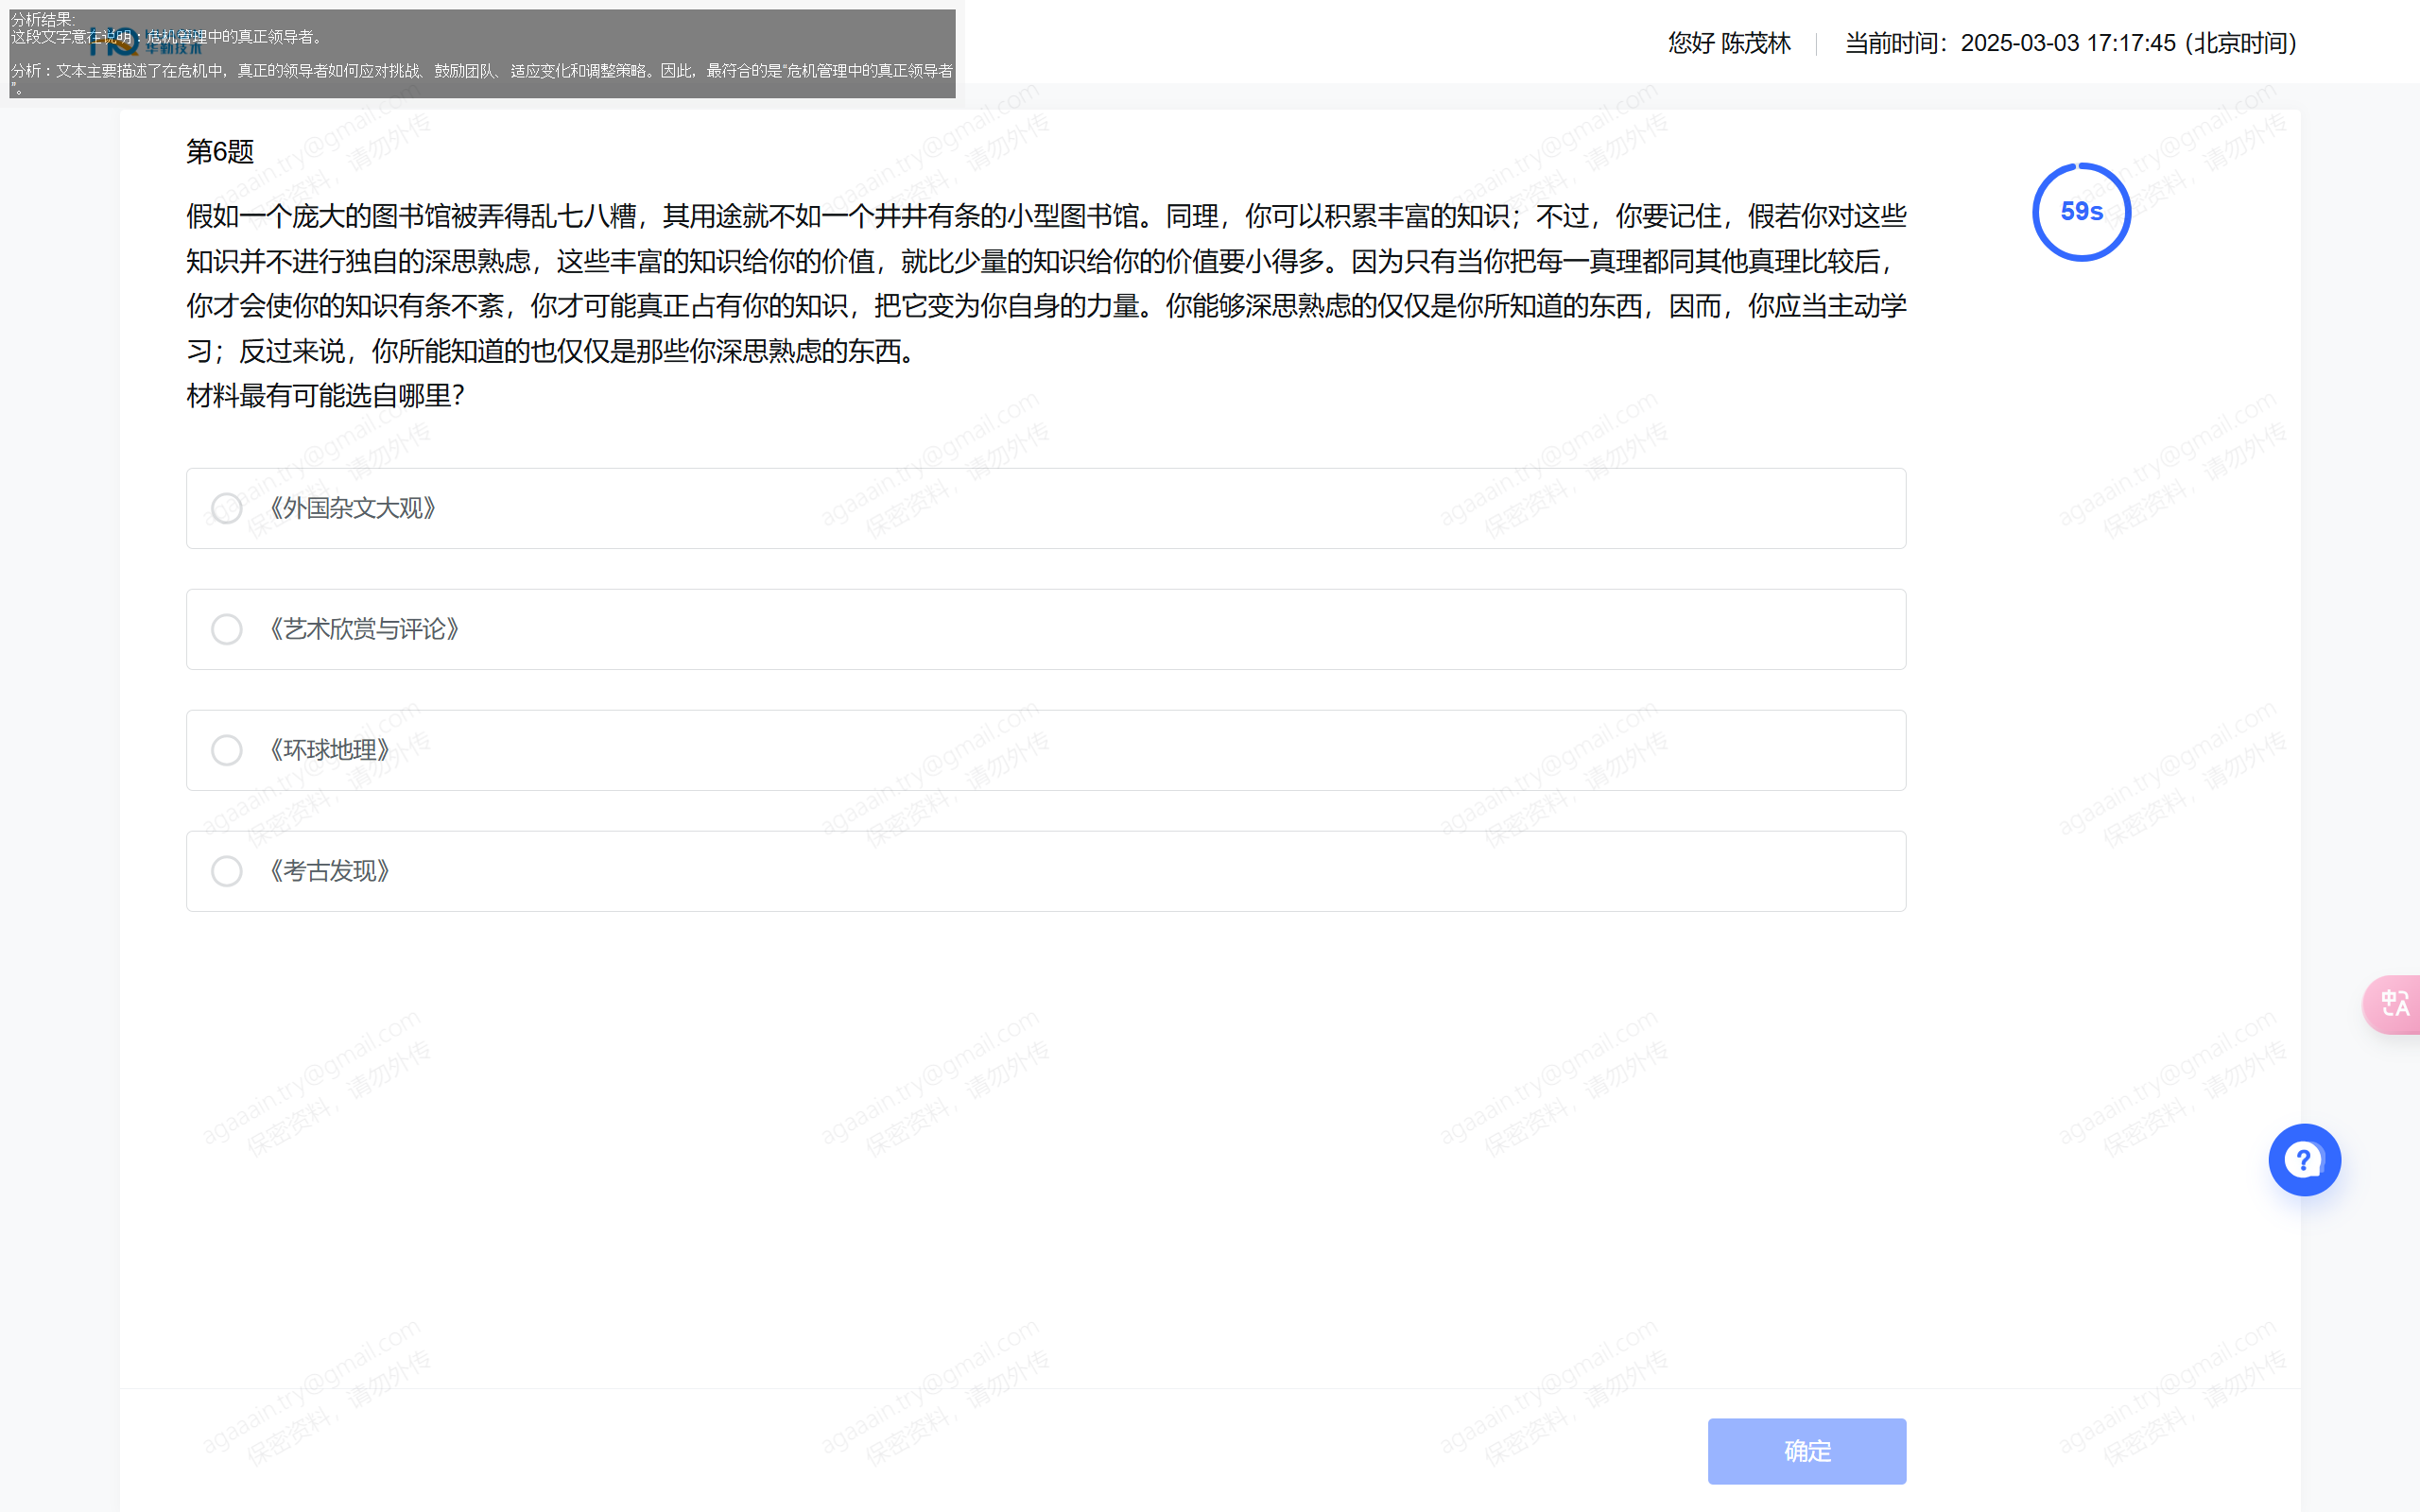 分析结果:
这段文字意在说明：危机管理中的真正领导者。
分析：文本主要描述了在危机中，真正的领导者如何应对挑战、鼓励团队、适应变化和调整策略。因此，最符合的是“危机管理中的真正领导者
”。
HQ 华勤技术
您好 陈茂林
当前时间：2025-03-03 17:17:45 (北京时间)
第6题
59s
假如一个庞大的图书馆被弄得乱七八糟，其用途就不如一个井井有条的小型图书馆。同理，你可以积累丰富的知识；不过，你要记住，假若你对这些
知识并不进行独自的深思熟虑，这些丰富的知识给你的价值，就比少量的知识给你的价值要小得多。因为只有当你把每一真理都同其他真理比较后，
你才会使你的知识有条不紊，你才可能真正占有你的知识，把它变为你自身的力量。你能够深思熟虑的仅仅是你所知道的东西，因而，你应当主动学
习；反过来说，你所能知道的也仅仅是那些你深思熟虑的东西。
材料最有可能选自哪里？
《外国杂文大观》
《艺术欣赏与评论》
《环球地理》
《考古发现》
中A
?
确定
agaaain.try@gmail.com
保密资料，请勿外传